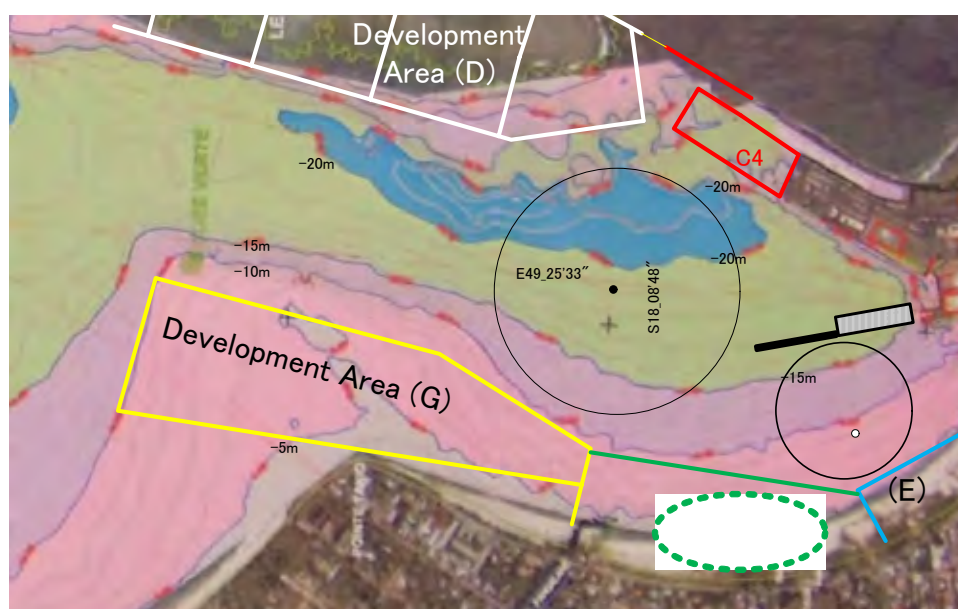 Development
Area (D)
C4
-20m
-20m
-20m
-15m
-10m
E49_25'33"
S18_08'48"
Development Area (G)
-15m
-5m
(E)